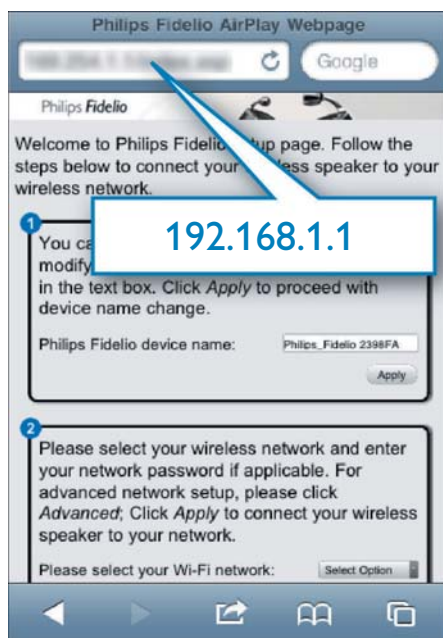 Philips Fidelio AirPlay Webpage
Google
Philips Fidelio
Welcome to Philips Fidelio up page. Follow the
steps below to connect your ess speaker to your
wireless network.
192.168.1.1
1
You ca
modify
in the text box. Click Apply to proceed with
device name change.
Philips Fidelio device name: Philips_Fidelio 2398FA
Apply
2
Please select your wireless network and enter
your network password if applicable. For
advanced network setup, please click
Advanced; Click Apply to connect your wireless
speaker to your network.
Please select your Wi-Fi network: Select Option